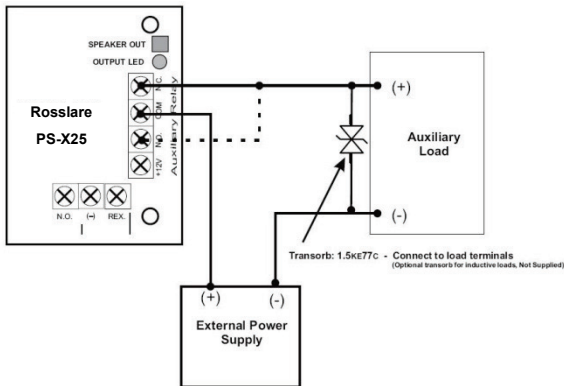 SPEAKER OUT
OUTPUT LED
Rosslare
PS-X25
N.C.
COM
N.O.
+12V
Auxiliary Relay
N.O. (–) REX.
(+)
Auxiliary
Load
(-)
Transorb: 1.5KE77C - Connect to load terminals
(Optional transorb for inductive loads, Not Supplied)
(+) (-)
External Power
Supply